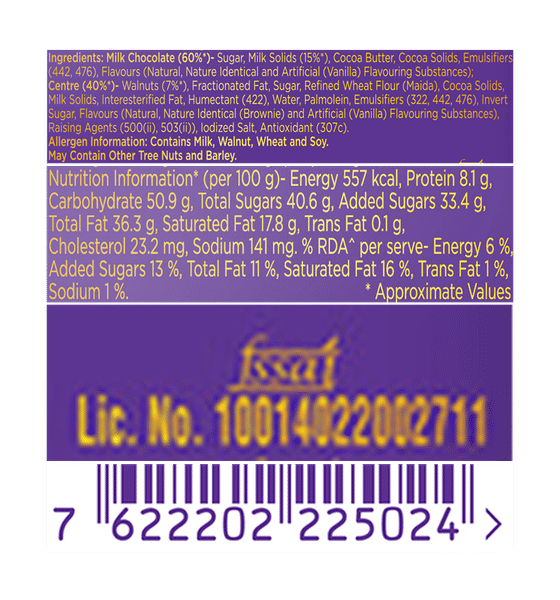 Ingredients: Milk Chocolate (60%*)- Sugar, Milk Solids (15%*), Cocoa Butter, Cocoa Solids, Emulsifiers
(442, 476), Flavours (Natural, Nature Identical and Artificial (Vanilla) Flavouring Substances);
Centre (40%*)- Walnuts (7%*), Fractionated Fat, Sugar, Refined Wheat Flour (Maida), Cocoa Solids,
Milk Solids, Interesterified Fat, Humectant (422), Water, Palmolein, Emulsifiers (322, 442, 476), Invert
Sugar, Flavours (Natural, Nature Identical (Brownie) and Artificial (Vanilla) Flavouring Substances),
Raising Agents (500(ii), 503(ii)), Iodized Salt, Antioxidant (307c).
Allergen Information: Contains Milk, Walnut, Wheat and Soy.
May Contain Other Tree Nuts and Barley.
Nutrition Information* (per 100 g)- Energy 557 kcal, Protein 8.1 g,
Carbohydrate 50.9 g, Total Sugars 40.6 g, Added Sugars 33.4 g,
Total Fat 36.3 g, Saturated Fat 17.8 g, Trans Fat 0.1 g,
Cholesterol 23.2 mg, Sodium 141 mg. % RDA^ per serve- Energy 6 %,
Added Sugars 13 %, Total Fat 11 %, Saturated Fat 16 %, Trans Fat 1 %,
Sodium 1 %. * Approximate Values
fssai
Lic. No. 10014022002711
7 622202 225024 >